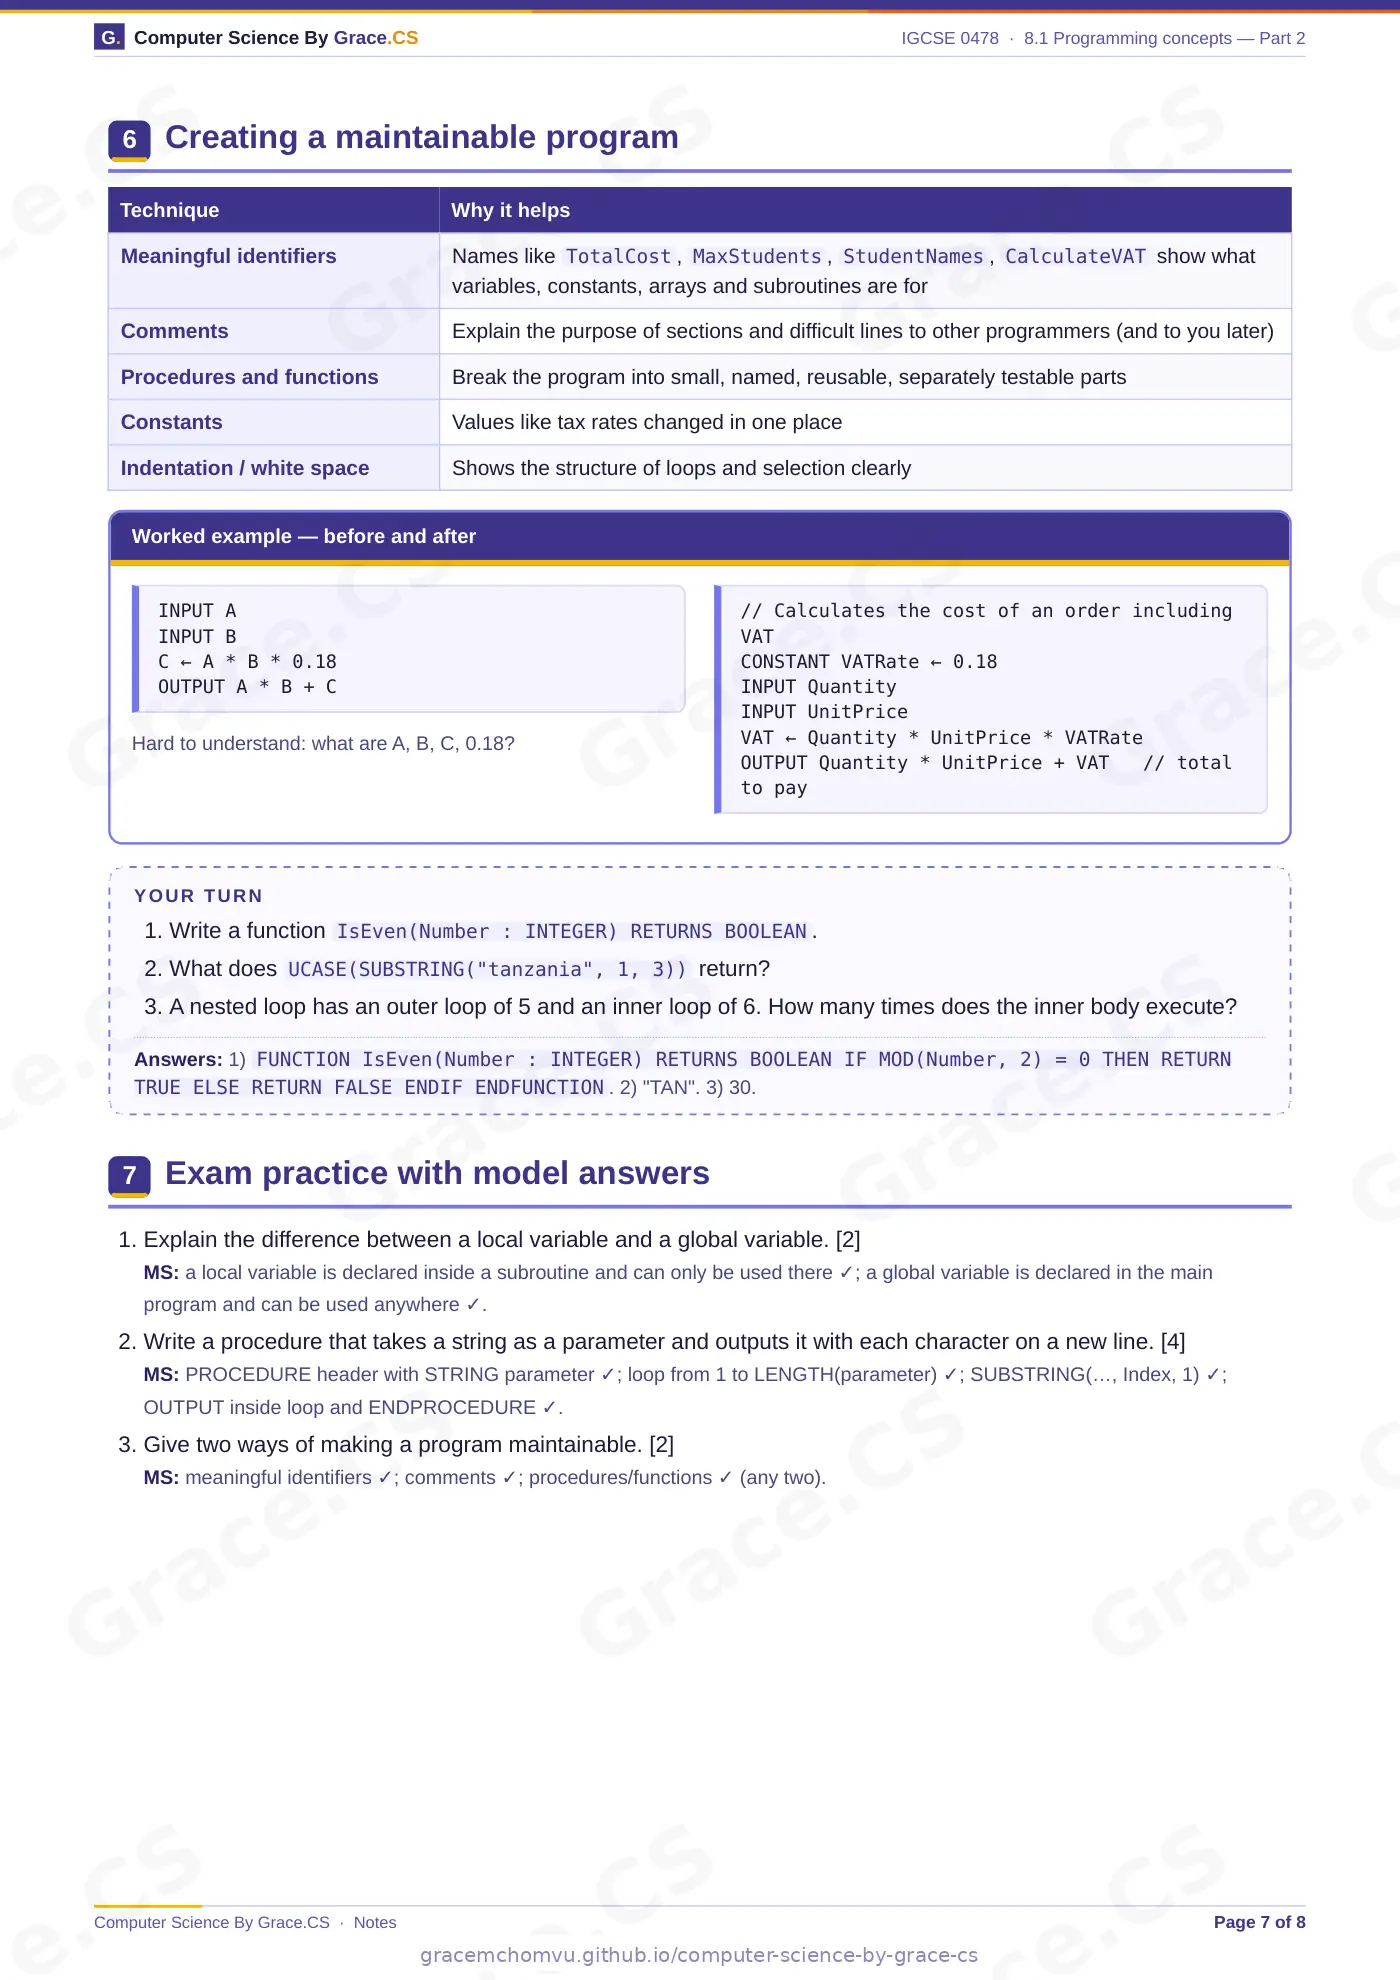 G. Computer Science By Grace.CS
IGCSE 0478 · 8.1 Programming concepts — Part 2
6 Creating a maintainable program
Technique Why it helps
Meaningful identifiers Names like TotalCost, MaxStudents, StudentNames, CalculateVAT show what
variables, constants, arrays and subroutines are for
Comments Explain the purpose of sections and difficult lines to other programmers (and to you later)
Procedures and functions Break the program into small, named, reusable, separately testable parts
Constants Values like tax rates changed in one place
Indentation / white space Shows the structure of loops and selection clearly
Worked example — before and after
INPUT A
INPUT B
C ← A * B * 0.18
OUTPUT A * B + C
Hard to understand: what are A, B, C, 0.18?
// Calculates the cost of an order including
VAT
CONSTANT VATRate ← 0.18
INPUT Quantity
INPUT UnitPrice
VAT ← Quantity * UnitPrice * VATRate
OUTPUT Quantity * UnitPrice + VAT // total
to pay
YOUR TURN
1. Write a function IsEven(Number : INTEGER) RETURNS BOOLEAN.
2. What does UCASE(SUBSTRING("tanzania", 1, 3)) return?
3. A nested loop has an outer loop of 5 and an inner loop of 6. How many times does the inner body execute?
Answers: 1) FUNCTION IsEven(Number : INTEGER) RETURNS BOOLEAN IF MOD(Number, 2) = 0 THEN RETURN
TRUE ELSE RETURN FALSE ENDIF ENDFUNCTION. 2) "TAN". 3) 30.
7 Exam practice with model answers
1. Explain the difference between a local variable and a global variable. [2]
MS: a local variable is declared inside a subroutine and can only be used there ✓; a global variable is declared in the main
program and can be used anywhere ✓.
2. Write a procedure that takes a string as a parameter and outputs it with each character on a new line. [4]
MS: PROCEDURE header with STRING parameter ✓; loop from 1 to LENGTH(parameter) ✓; SUBSTRING(…, Index, 1) ✓;
OUTPUT inside loop and ENDPROCEDURE ✓.
3. Give two ways of making a program maintainable. [2]
MS: meaningful identifiers ✓; comments ✓; procedures/functions ✓ (any two).
Computer Science By Grace.CS · Notes
Page 7 of 8
gracemchomvu.github.io/computer-science-by-grace-cs